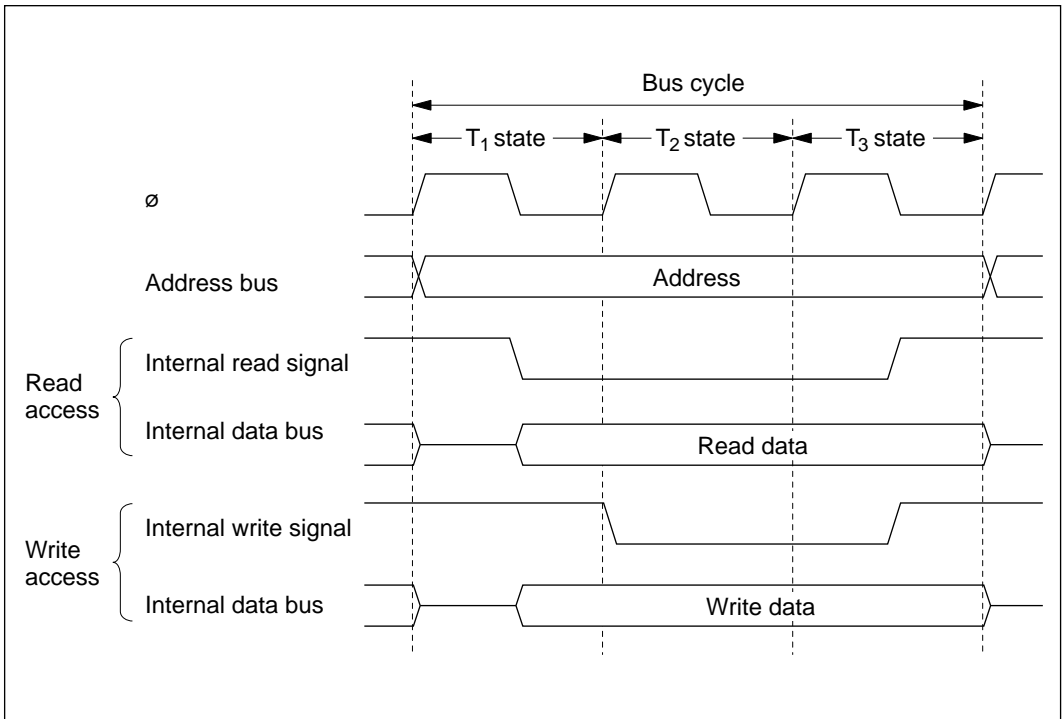 Bus cycle
T1 state
T2 state
T3 state
ø
Address bus
Address
Read
access
Internal read signal
Internal data bus
Read data
Write
access
Internal write signal
Internal data bus
Write data